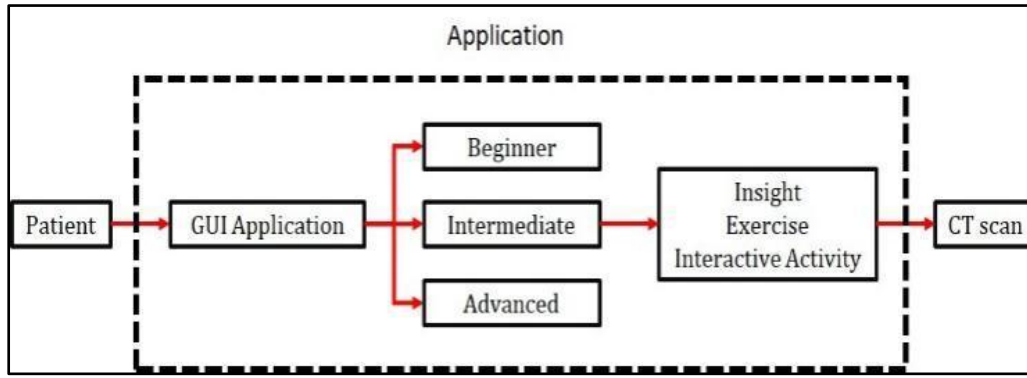 Application
Patient
GUI Application
Beginner
Intermediate
Advanced
Insight
Exercise
Interactive Activity
CT scan